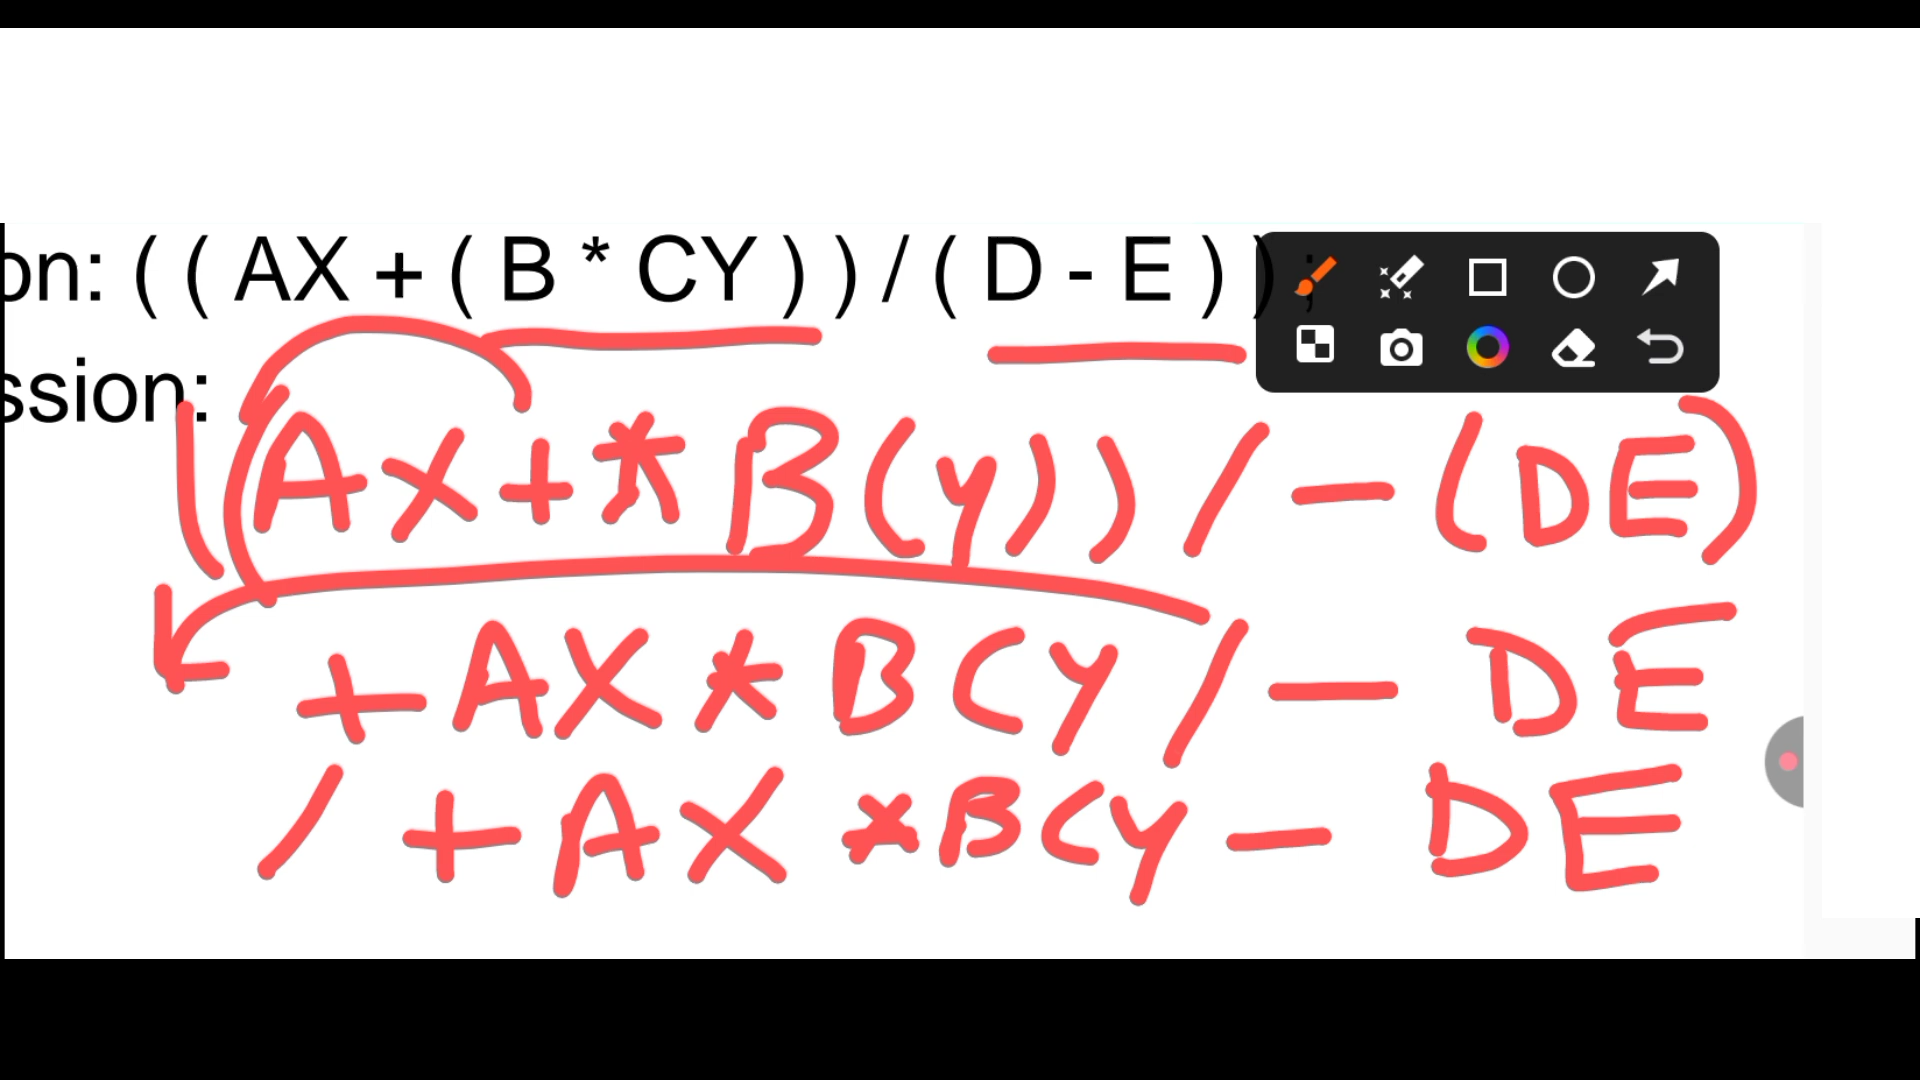 on: ( ( AX + ( B * CY ) ) / ( D - E ) ) ;
ssion:
(AX+*B(Y))/-(DE)
+AX*BCY/-DE
/+AX*BCY-DE